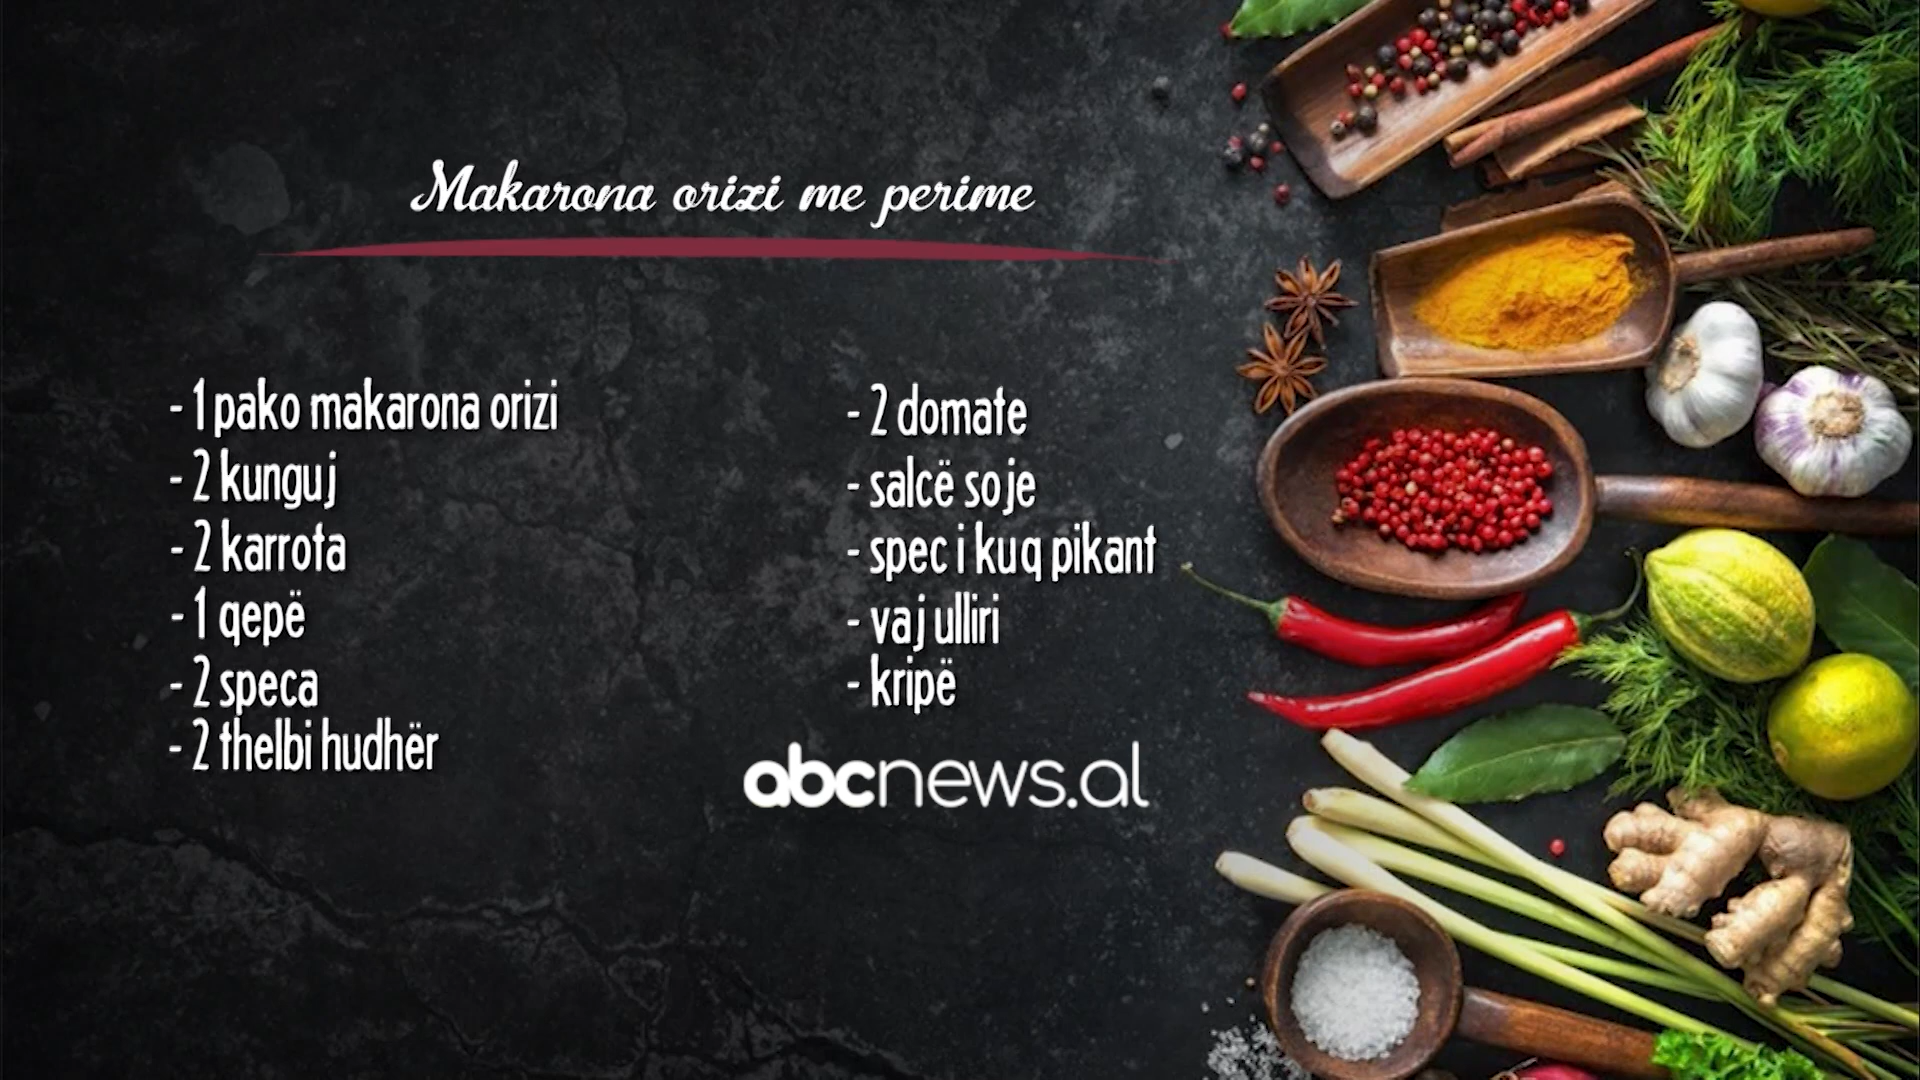 Makarona orizi me perime
- 1 pako makarona orizi
- 2 kunguj
- 2 karrota
- 1 qepë
- 2 speca
- 2 thelbi hudhër
- 2 domate
- salcë soje
- spec i kuq pikant
- vaj ulliri
- kripë
abcnews.al